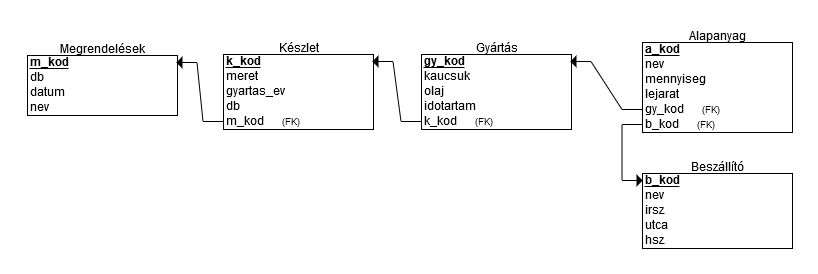 Megrendelések
m_kod
db
datum
nev
Készlet
k_kod
meret
gyartas_ev
db
m_kod (FK)
Gyártás
gy_kod
kaucsuk
olaj
idotartam
k_kod (FK)
Alapanyag
a_kod
nev
mennyiseg
lejarat
gy_kod (FK)
b_kod (FK)
Beszállító
b_kod
nev
irsz
utca
hsz